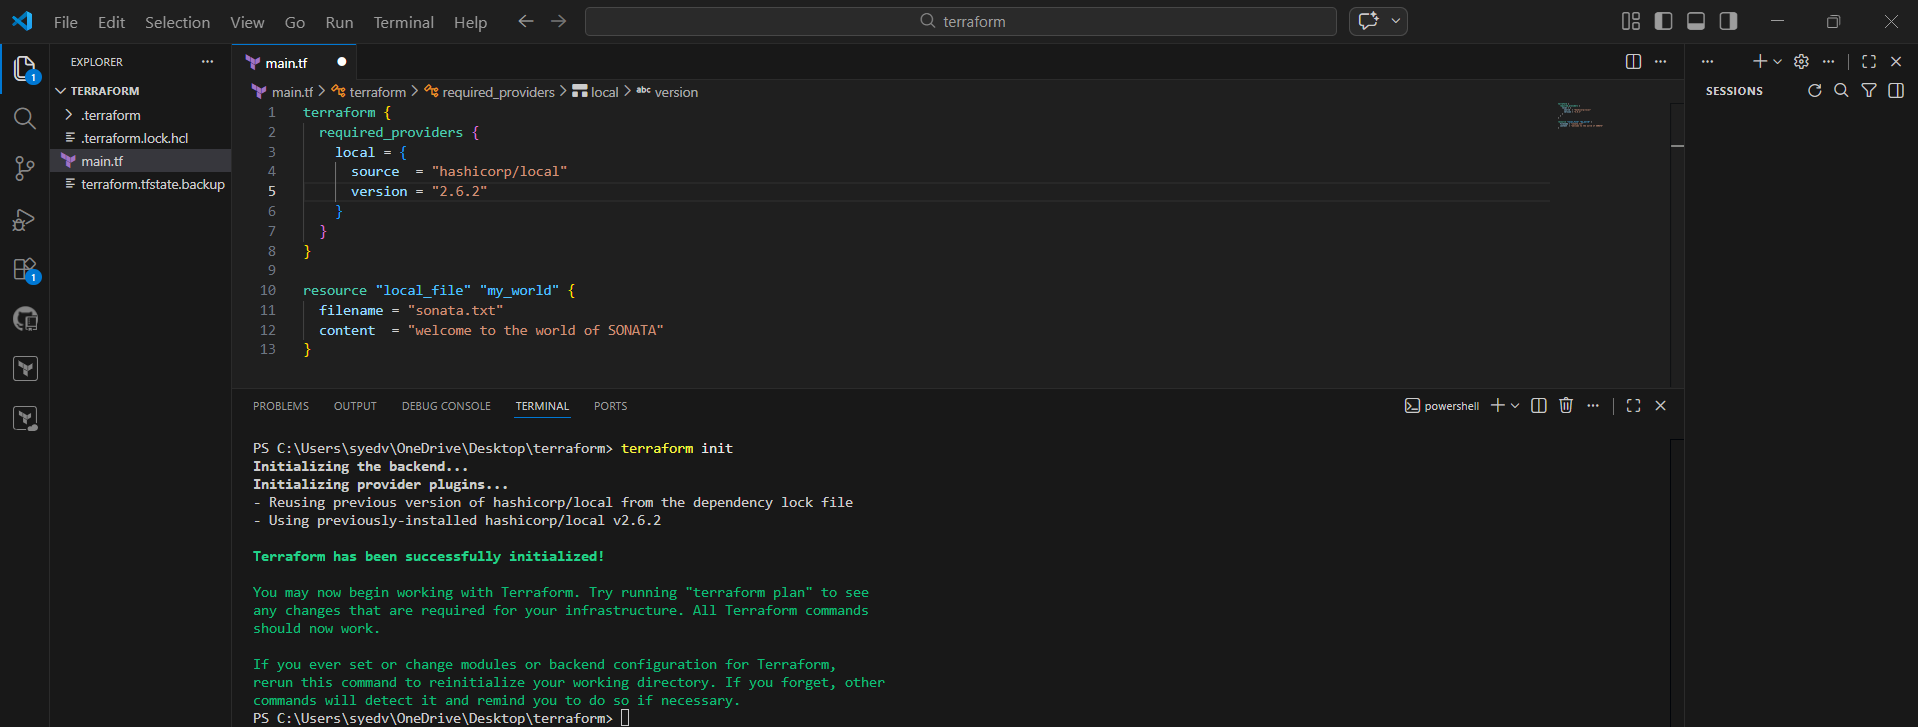 File Edit Selection View Go Run Terminal Help
terraform
EXPLORER
TERRAFORM
.terraform
.terraform.lock.hcl
main.tf
terraform.tfstate.backup
1
1
main.tf
main.tf > terraform > required_providers > local > abc version
1 terraform {
2   required_providers {
3     local = {
4       source  = "hashicorp/local"
5       version = "2.6.2"
6     }
7   }
8 }
9
10 resource "local_file" "my_world" {
11   filename = "sonata.txt"
12   content  = "welcome to the world of SONATA"
13 }
SESSIONS
PROBLEMS OUTPUT DEBUG CONSOLE TERMINAL PORTS
powershell
PS C:\Users\syedv\OneDrive\Desktop\terraform> terraform init
Initializing the backend...
Initializing provider plugins...
- Reusing previous version of hashicorp/local from the dependency lock file
- Using previously-installed hashicorp/local v2.6.2
Terraform has been successfully initialized!
You may now begin working with Terraform. Try running "terraform plan" to see
any changes that are required for your infrastructure. All Terraform commands
should now work.
If you ever set or change modules or backend configuration for Terraform,
rerun this command to reinitialize your working directory. If you forget, other
commands will detect it and remind you to do so if necessary.
PS C:\Users\syedv\OneDrive\Desktop\terraform>